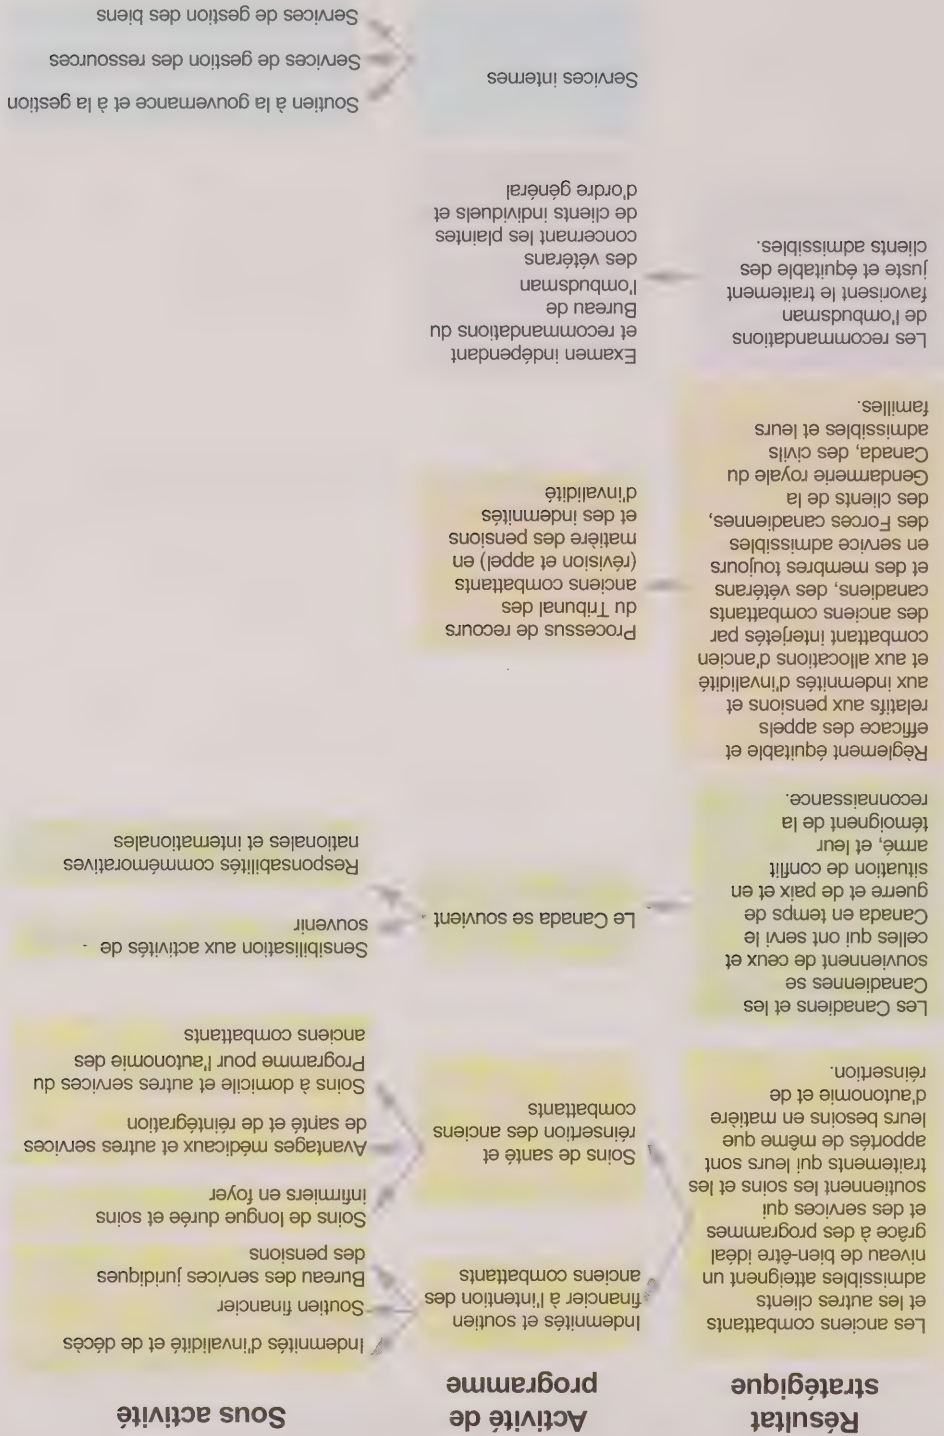 Résultat
stratégique
Activité de
programme
Sous activité
Les anciens combattants
et les autres clients
admissibles atteignent un
niveau de bien-être idéal
grâce à des programmes
et des services qui
soutiennent les soins et les
traitements qui leurs sont
apportés de même que
leurs besoins en matière
d'autonomie et de
réinsertion.
Indemnités et soutien
financier à l'intention des
anciens combattants
Indemnités d'invalidité et de décès
Soutien financier
Bureau des services juridiques
des pensions
Soins de santé et
réinsertion des anciens
combattants
Soins de longue durée et soins
infirmiers en foyer
Avantages médicaux et autres services
de santé et de réintégration
Soins à domicile et autres services du
Programme pour l'autonomie des
anciens combattants
Les Canadiens et les
Canadiennes se
souviennent de ceux et
celles qui ont servi le
Canada en temps de
guerre et de paix et en
situation de conflit
armé, et leur
témoignent de la
reconnaissance.
Le Canada se souvient
Sensibilisation aux activités de
souvenir
Responsabilités commémoratives
nationales et internationales
Règlement équitable et
efficace des appels
relatifs aux pensions et
aux indemnités d'invalidité
et aux allocations d'ancien
combattant interjetés par
des anciens combattants
canadiens, des vétérans
et des membres toujours
en service admissibles
des Forces canadiennes,
des clients de la
Gendarmerie royale du
Canada, des civils
admissibles et leurs
familles.
Processus de recours
du Tribunal des
anciens combattants
(révision et appel) en
matière des pensions
et des indemnités
d'invalidité
Les recommandations
de l'ombudsman
favorisent le traitement
juste et équitable des
clients admissibles.
Examen indépendant
et recommandations du
Bureau de
l'ombudsman
des vétérans
concernant les plaintes
de clients individuels et
d'ordre général
Services internes
Soutien à la gouvernance et à la gestion
Services de gestion des ressources
Services de gestion des biens